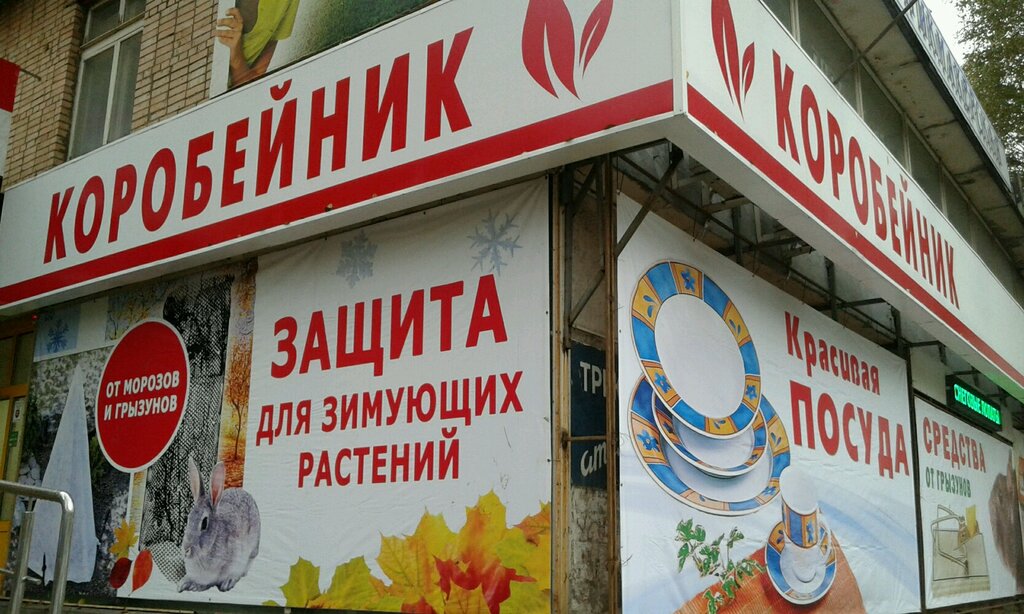 КОРОБЕЙНИК
КОРОБЕЙНИК
ОТ МОРОЗОВ
И ГРЫЗУНОВ
ЗАЩИТА
ДЛЯ ЗИМУЮЩИХ
РАСТЕНИЙ
Красивая
ПОСУДА
СРЕДСТВА
ОТ ГРЫЗУНОВ